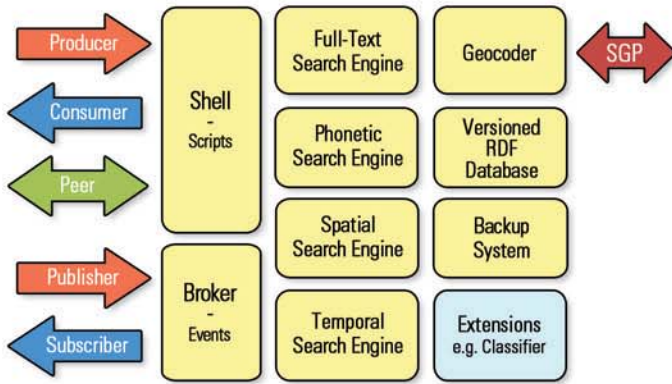 Producer
Consumer
Peer
Publisher
Subscriber
Shell
-
Scripts
Broker
-
Events
Full-Text
Search Engine
Phonetic
Search Engine
Spatial
Search Engine
Temporal
Search Engine
Geocoder
Versioned
RDF
Database
Backup
System
Extensions
e.g. Classifier
SGP